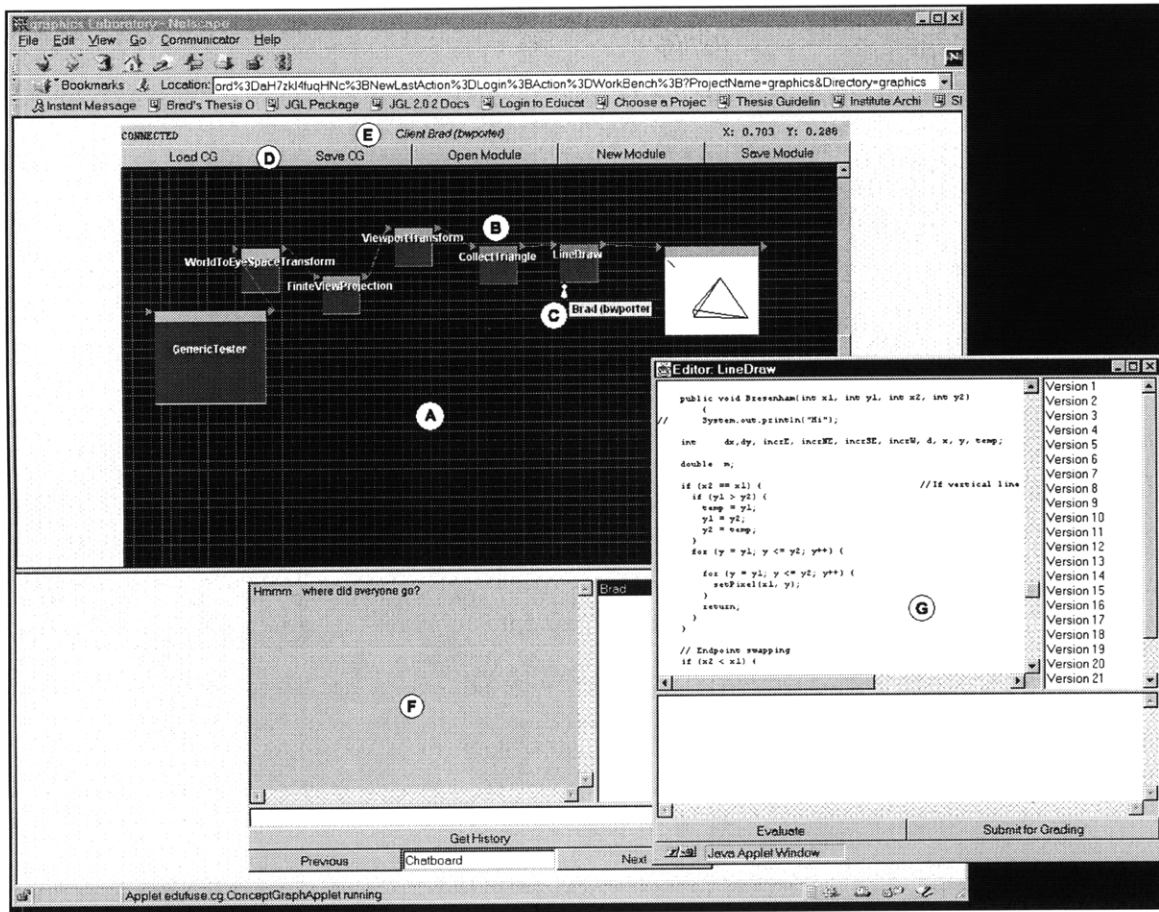 graphics Laboratory - Netscape
File Edit View Go Communicator Help
Bookmarks Location: ord%3DaH7zkI4fuqHNc%3BNewLastAction%3DLogin%3BAction%3DWorkBench%3B?ProjectName=graphics&Directory=graphics
Instant Message Brad's Thesis O JGL Package JGL 2.0.2 Docs Login to Educat Choose a Projec Thesis Guidelin Institute Archi SI
CONNECTED E Client Brad (bwporter) X: 0.703 Y: 0.288
Load CG D Save CG Open Module New Module Save Module
B
ViewportTransform
WorldToEyeSpaceTransform CollectTriangle LineDraw
FiniteViewProjection
C Brad (bwporter
GenericTester
A
Editor: LineDraw
public void Bresenham(int x1, int y1, int x2, int y2)
{
// System.out.println("Hi");
int dx,dy, incrE, incrNE, incrSE, incrW, d, x, y, temp;
double m;
if (x2 == x1) { //If vertical line
if (y1 > y2) {
temp = y1;
y1 = y2;
y2 = temp;
}
for (y = y1; y <= y2; y++) {
for (y = y1; y <= y2; y++) {
setPixel(x1, y);
}
return;
}
}
// Endpoint swapping
if (x2 < x1) {
G
Version 1
Version 2
Version 3
Version 4
Version 5
Version 6
Version 7
Version 8
Version 9
Version 10
Version 11
Version 12
Version 13
Version 14
Version 15
Version 16
Version 17
Version 18
Version 19
Version 20
Version 21
Evaluate Submit for Grading
Java Applet Window
Hmmm where did everyone go?
Brad
F
Get History
Previous Chatboard Next
Applet edufuse.cg.ConceptGraphApplet running